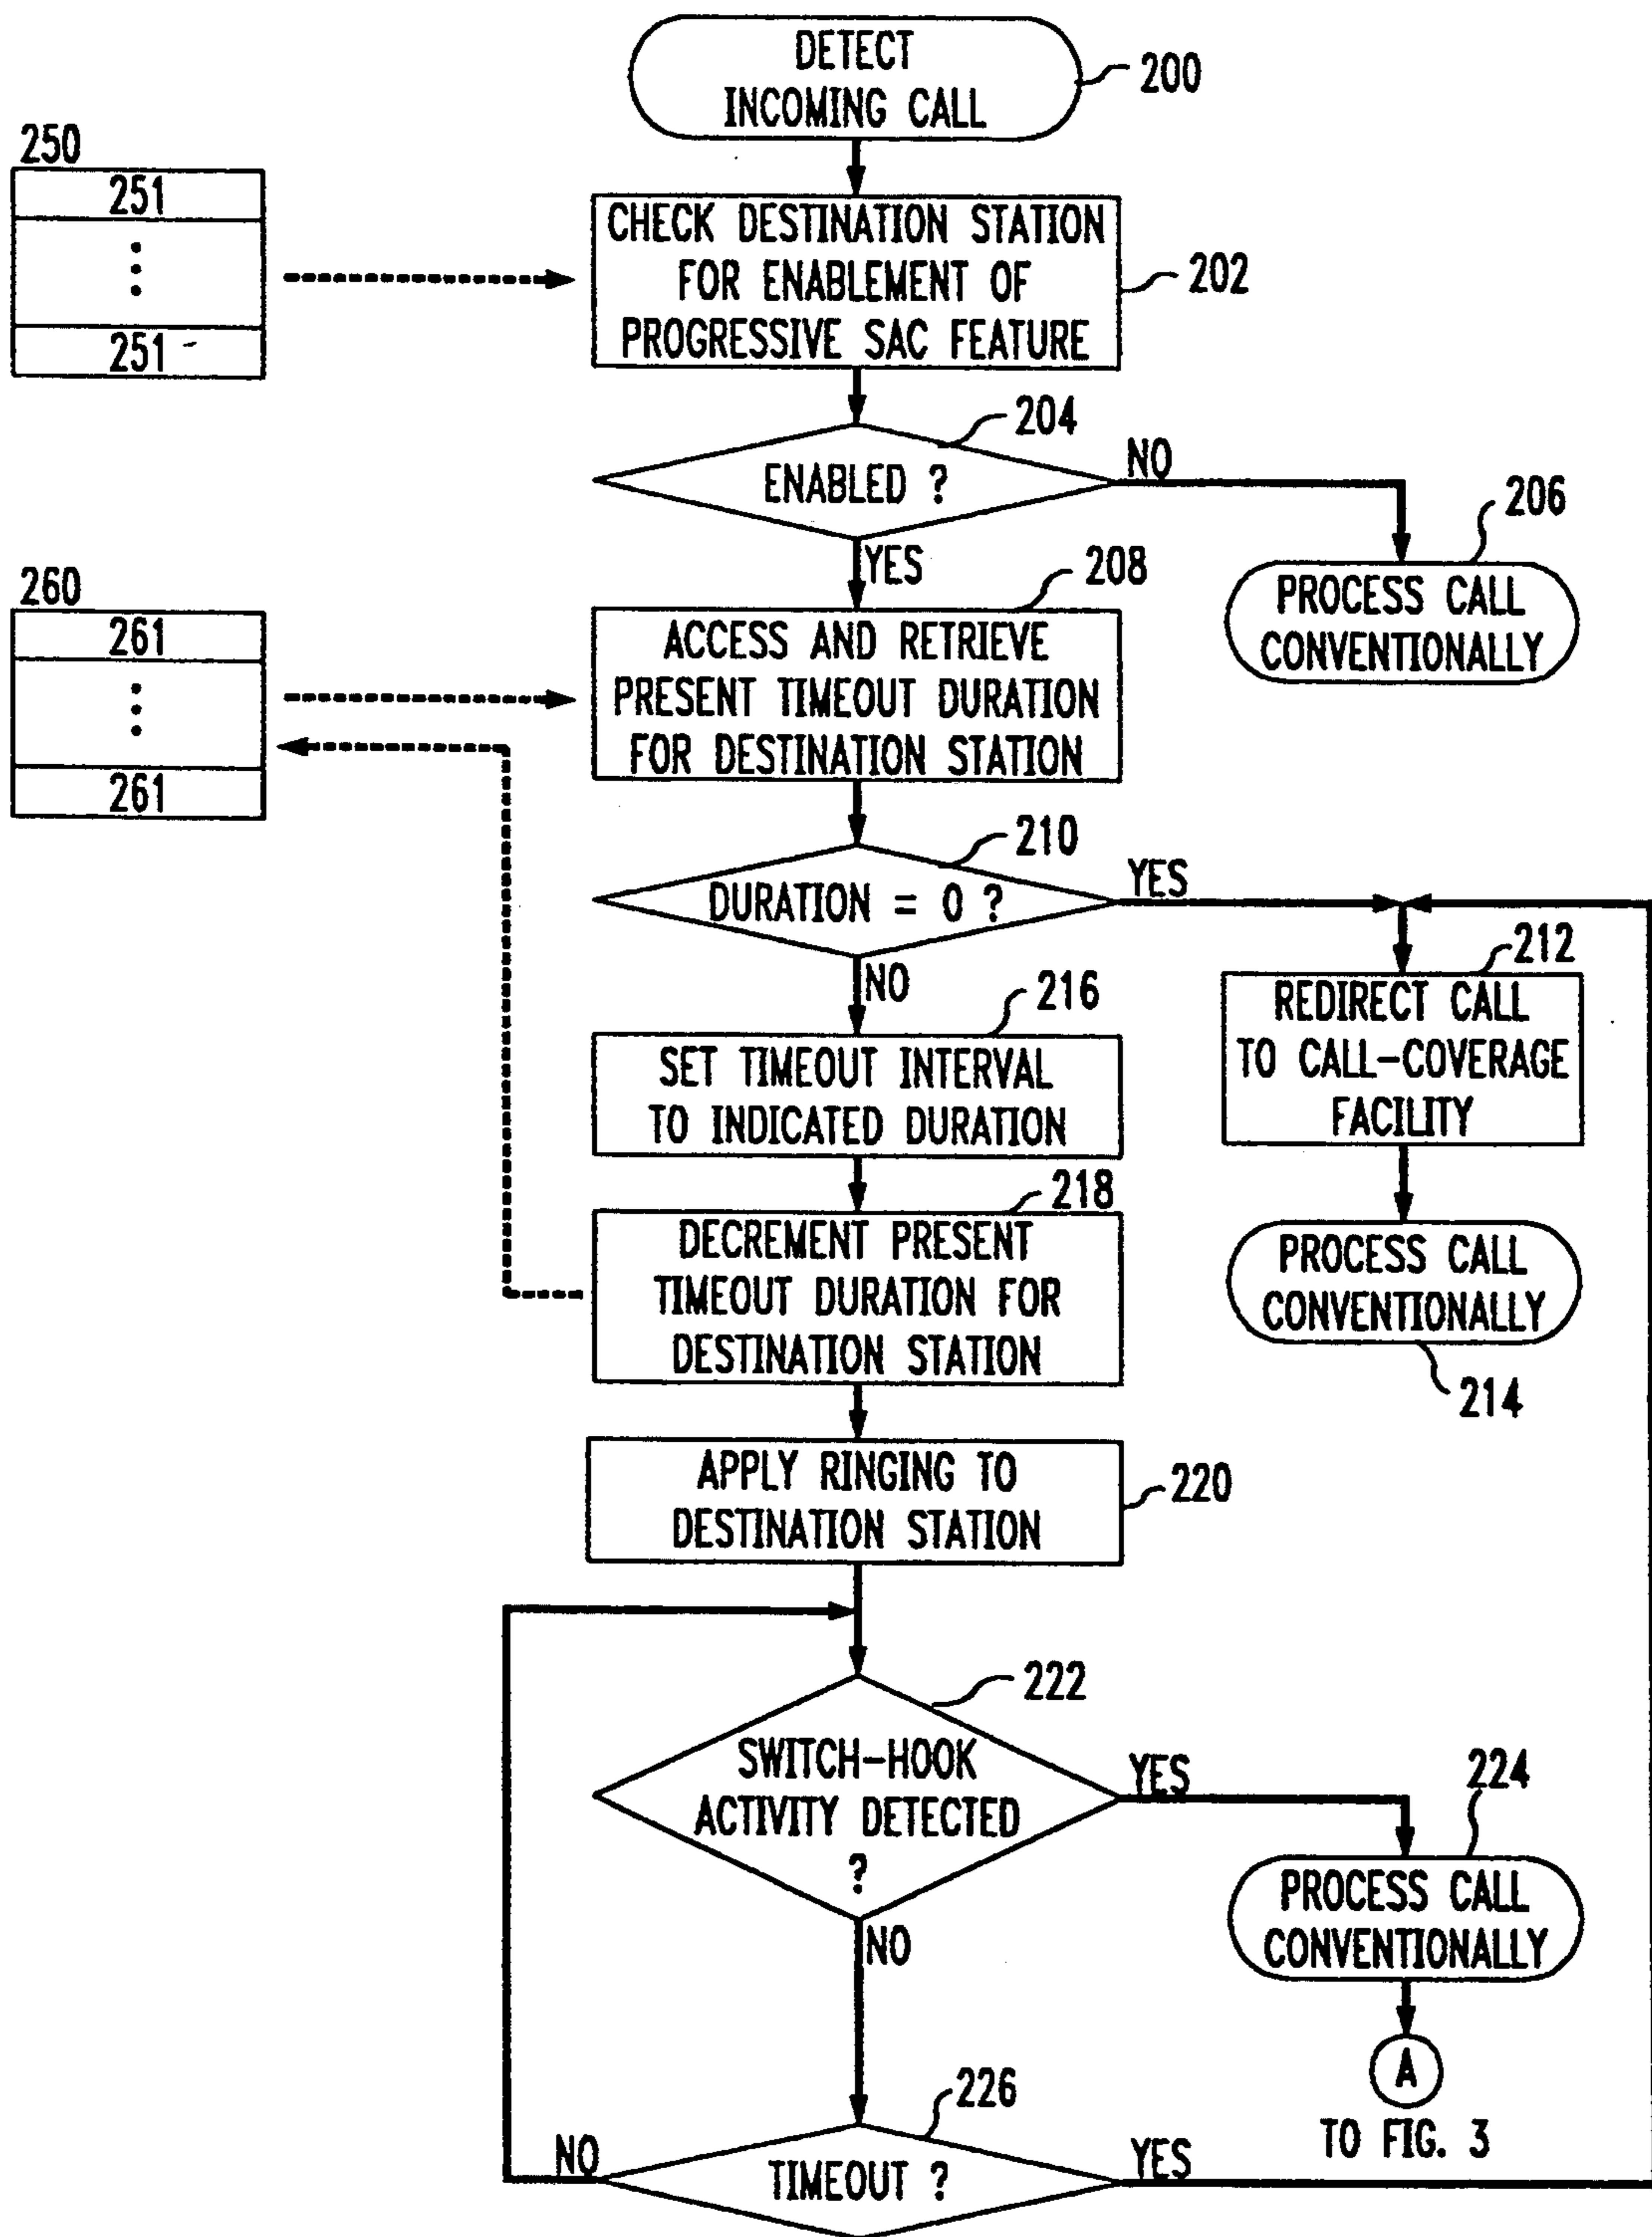 DETECT
INCOMING CALL
200
250
251
251
CHECK DESTINATION STATION
FOR ENABLEMENT OF
PROGRESSIVE SAC FEATURE
202
204
ENABLED ?
NO
YES
206
PROCESS CALL
CONVENTIONALLY
260
261
261
208
ACCESS AND RETRIEVE
PRESENT TIMEOUT DURATION
FOR DESTINATION STATION
210
DURATION = 0 ?
YES
NO
212
REDIRECT CALL
TO CALL-COVERAGE
FACILITY
216
SET TIMEOUT INTERVAL
TO INDICATED DURATION
218
DECREMENT PRESENT
TIMEOUT DURATION FOR
DESTINATION STATION
PROCESS CALL
CONVENTIONALLY
214
APPLY RINGING TO
DESTINATION STATION
220
222
SWITCH-HOOK
ACTIVITY DETECTED
?
YES
NO
224
PROCESS CALL
CONVENTIONALLY
A
TO FIG. 3
226
TIMEOUT ?
NO
YES